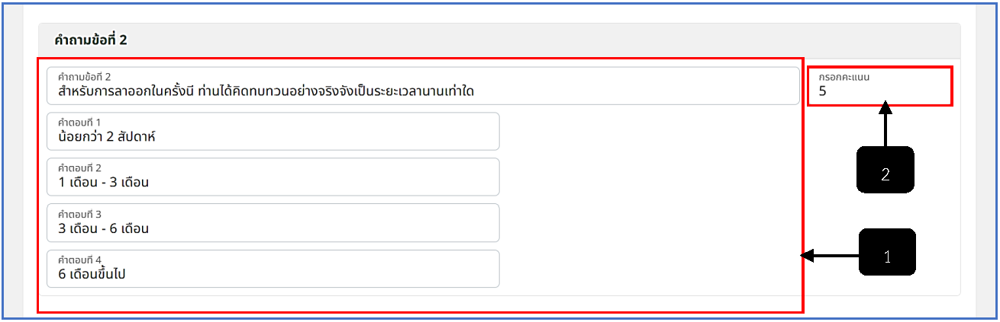 คำถามข้อที่ 2
คำถามข้อที่ 2
สำหรับการลาออกในครั้งนี้ ท่านได้คิดทบทวนอย่างจริงจังเป็นระยะเวลานานเท่าใด
กรอกคะแนน
5
คำตอบที่ 1
น้อยกว่า 2 สัปดาห์
คำตอบที่ 2
1 เดือน - 3 เดือน
2
คำตอบที่ 3
3 เดือน - 6 เดือน
คำตอบที่ 4
6 เดือนขึ้นไป
1